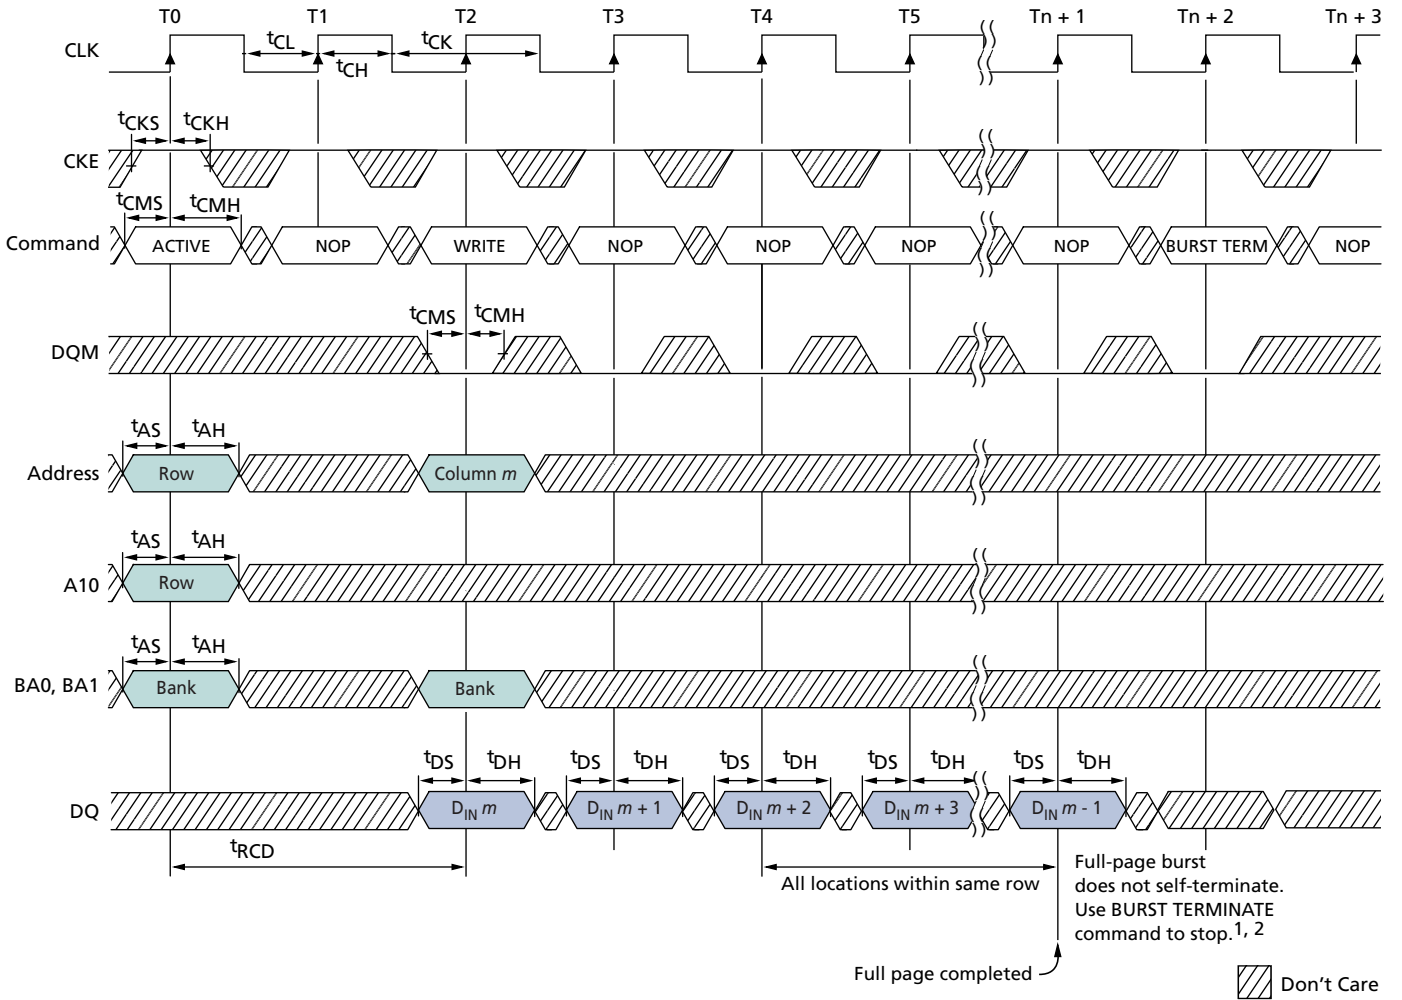 T0 T1 T2 T3 T4 T5 Tn + 1 Tn + 2 Tn + 3
CLK
tCL tCK
tCH
tCKS tCKH
CKE
tCMS tCMH
Command ACTIVE NOP WRITE NOP NOP NOP NOP BURST TERM NOP
tCMS tCMH
DQM
tAS tAH
Address Row Column m
tAS tAH
A10 Row
tAS tAH
BA0, BA1 Bank Bank
tDS tDH tDS tDH tDS tDH tDS tDH tDS tDH
DQ DIN m DIN m + 1 DIN m + 2 DIN m + 3 DIN m - 1
tRCD
All locations within same row
Full-page burst
does not self-terminate.
Use BURST TERMINATE
command to stop.1, 2
Full page completed
Don't Care